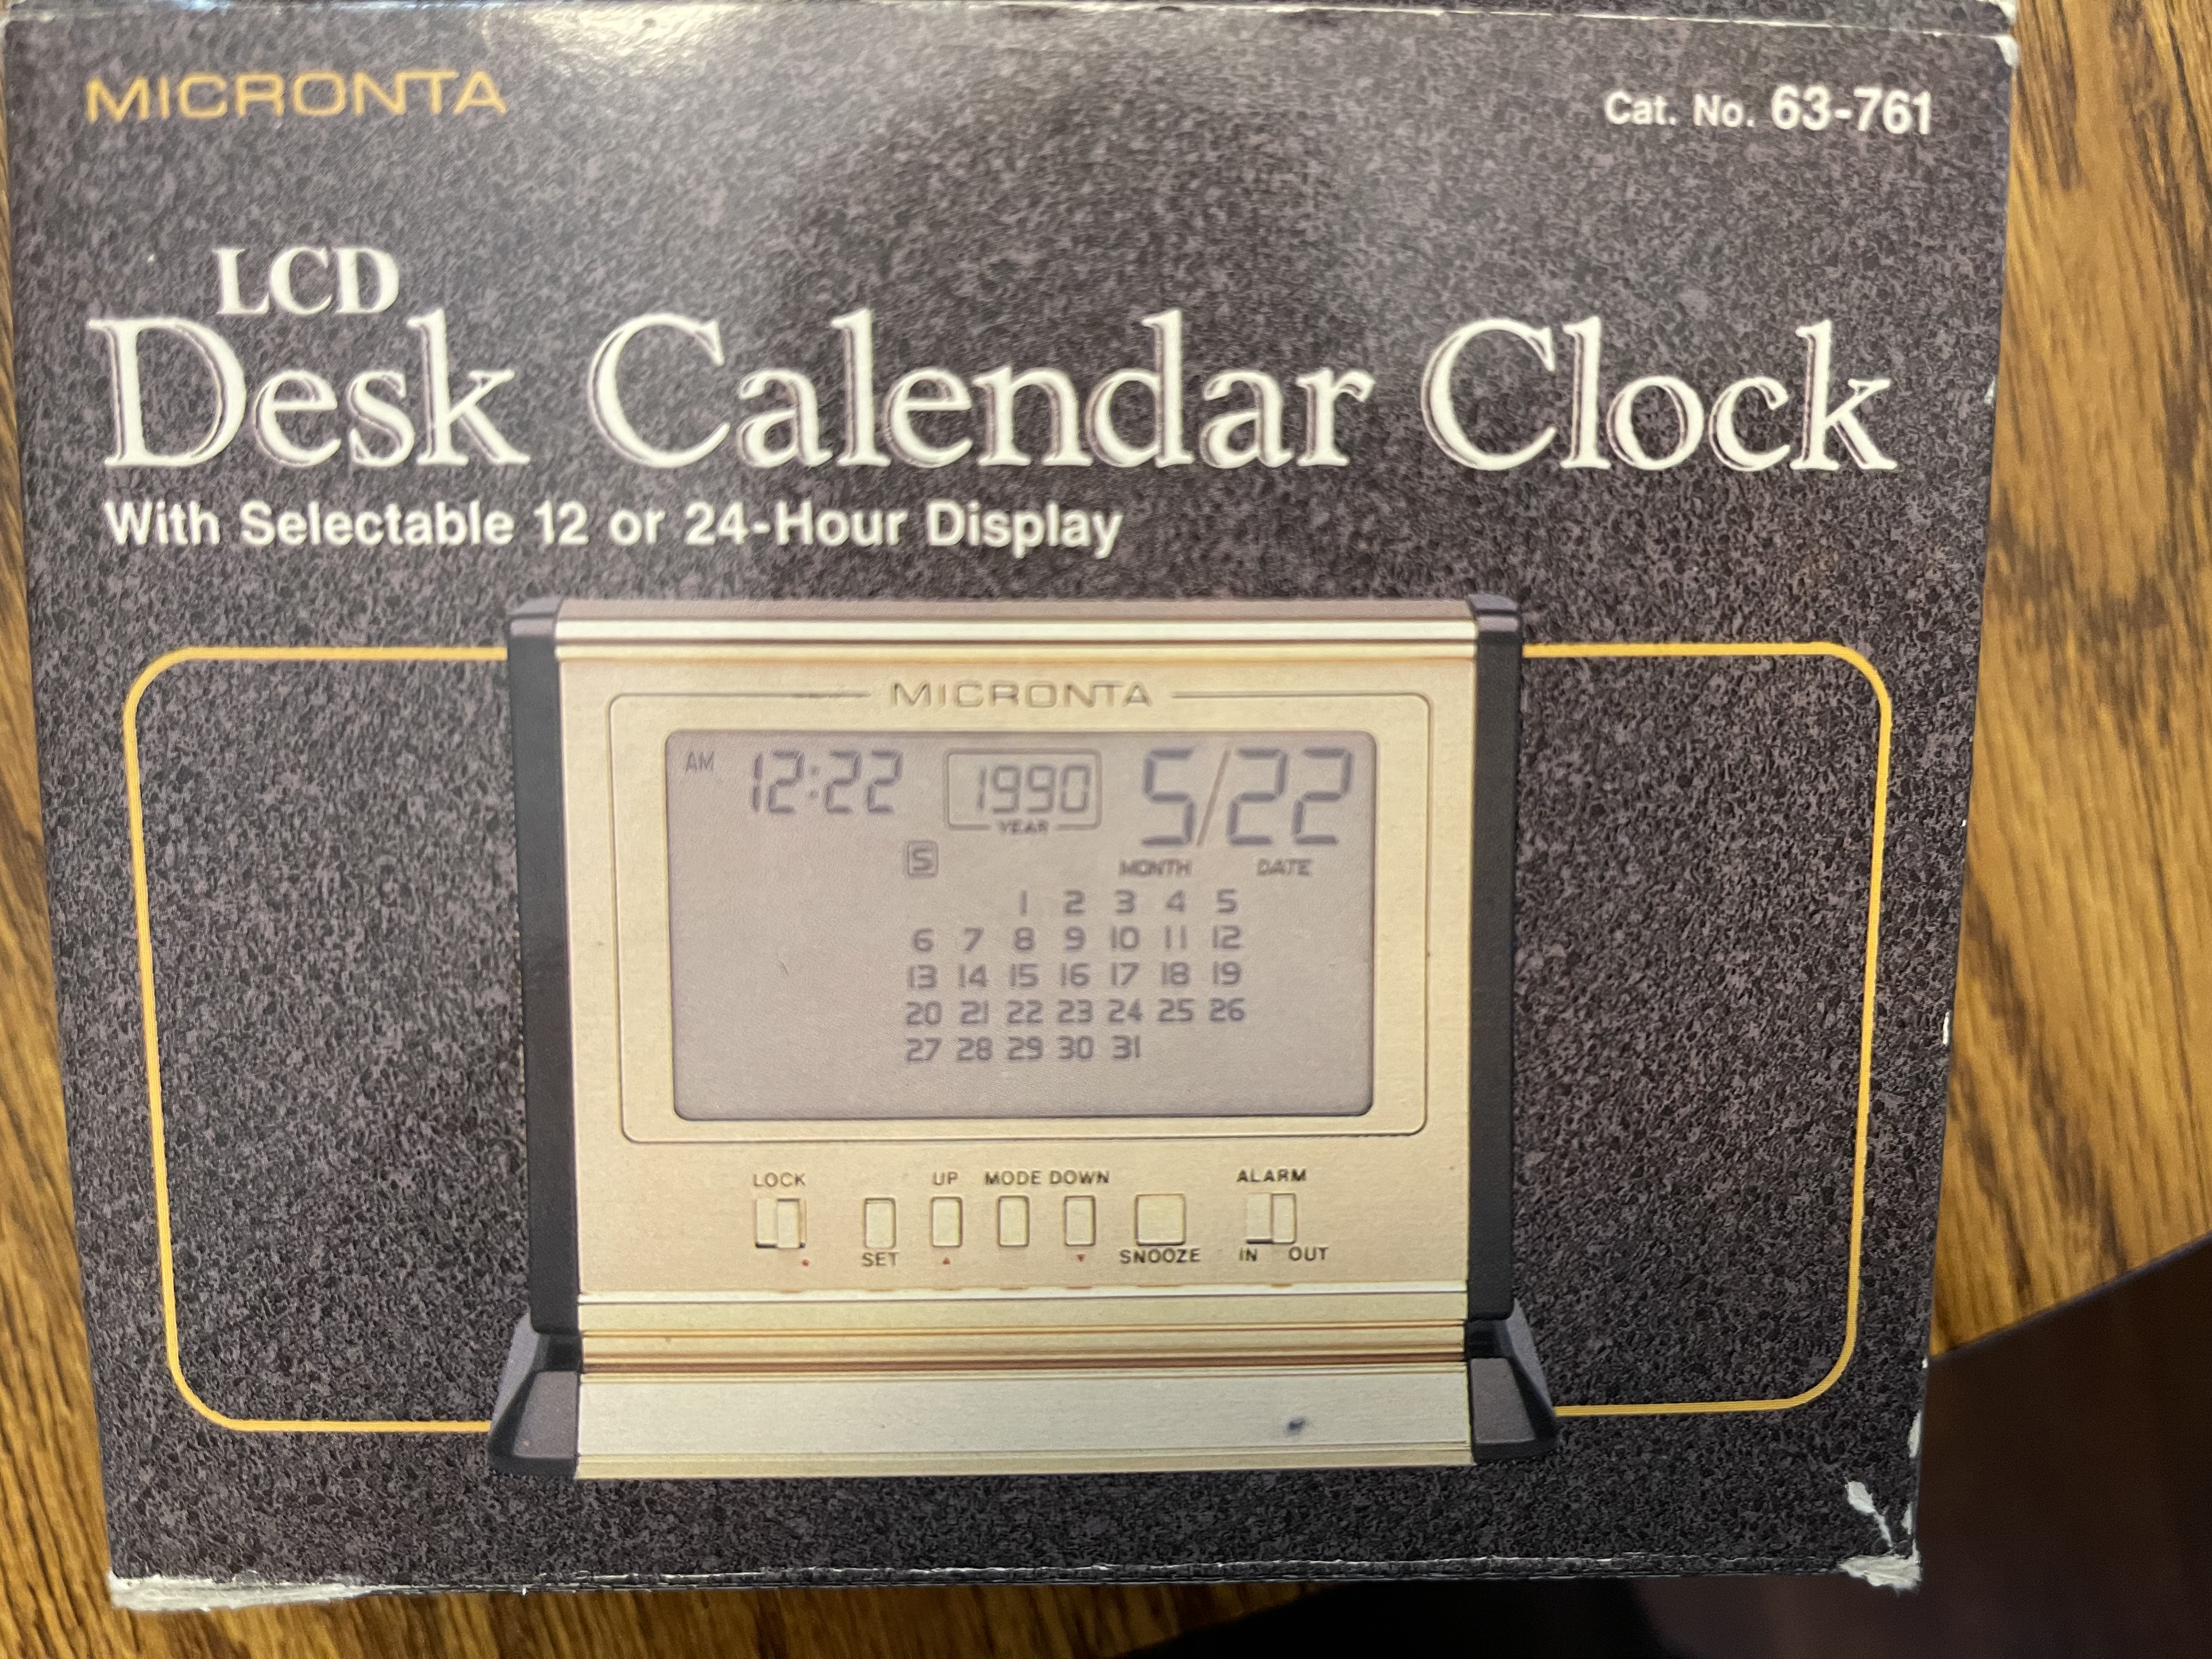 MICRONTA
Cat. No. 63-761
LCD
Desk Calendar Clock
With Selectable 12 or 24-Hour Display
MICRONTA
AM 12:22 1990 5/22
YEAR
S MONTH DATE
1 2 3 4 5
6 7 8 9 10 11 12
13 14 15 16 17 18 19
20 21 22 23 24 25 26
27 28 29 30 31
LOCK UP MODE DOWN ALARM
SET SNOOZE IN OUT